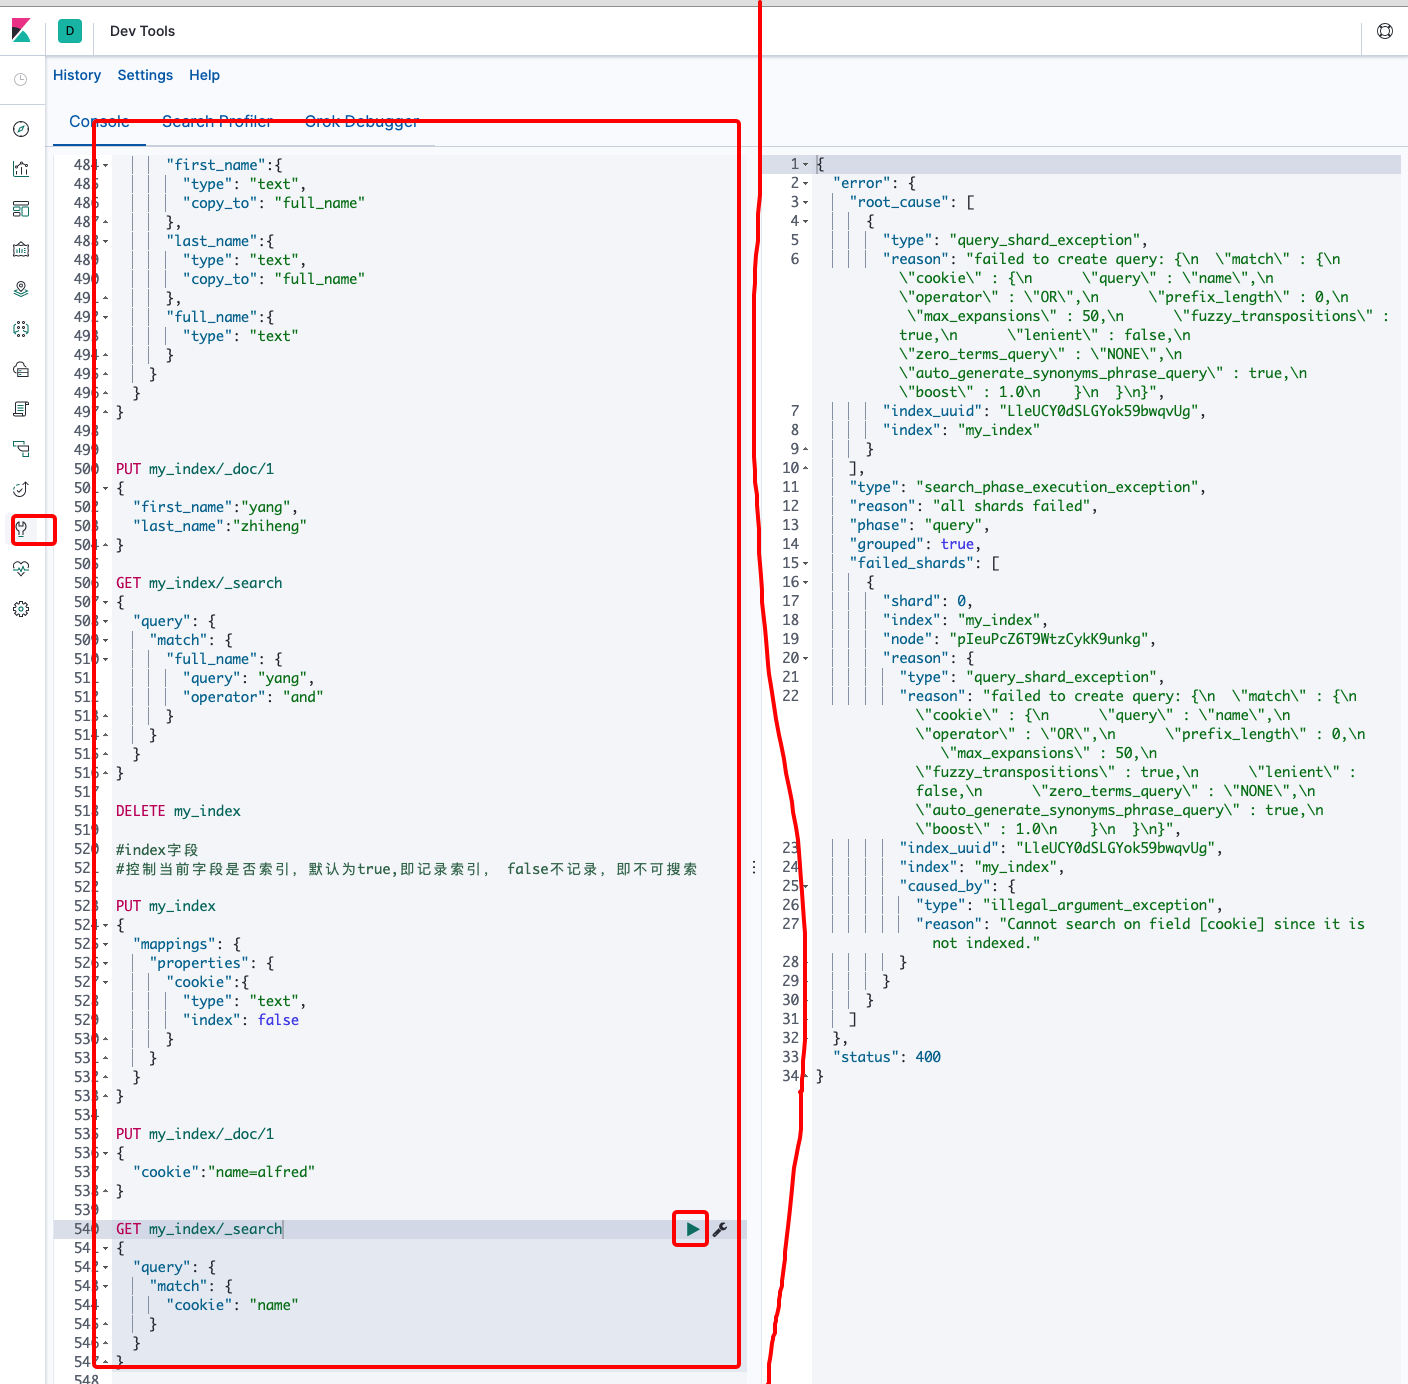 D
Dev Tools
History Settings Help
Console Search Profiler Grok Debugger
484 "first_name":{
485 "type": "text",
486 "copy_to": "full_name"
487 },
488 "last_name":{
489 "type": "text",
490 "copy_to": "full_name"
491 },
492 "full_name":{
493 "type": "text"
494 }
495 }
496 }
497 }
498
499
500 PUT my_index/_doc/1
501 {
502 "first_name":"yang",
503 "last_name":"zhiheng"
504 }
505
506 GET my_index/_search
507 {
508 "query": {
509 "match": {
510 "full_name": {
511 "query": "yang",
512 "operator": "and"
513 }
514 }
515 }
516 }
517
518 DELETE my_index
519
520 #index字段
521 #控制当前字段是否索引，默认为true,即记录索引， false不记录，即不可搜索
522
523 PUT my_index
524 {
525 "mappings": {
526 "properties": {
527 "cookie":{
528 "type": "text",
529 "index": false
530 }
531 }
532 }
533 }
534
535 PUT my_index/_doc/1
536 {
537 "cookie":"name=alfred"
538 }
539
540 GET my_index/_search
541 {
542 "query": {
543 "match": {
544 "cookie": "name"
545 }
546 }
547 }
548
1 {
2 "error": {
3 "root_cause": [
4 {
5 "type": "query_shard_exception",
6 "reason": "failed to create query: {\n  \"match\" : {\n
\"cookie\" : {\n      \"query\" : \"name\",\n
\"operator\" : \"OR\",\n      \"prefix_length\" : 0,\n
\"max_expansions\" : 50,\n      \"fuzzy_transpositions\" :
true,\n      \"lenient\" : false,\n
\"zero_terms_query\" : \"NONE\",\n
\"auto_generate_synonyms_phrase_query\" : true,\n
\"boost\" : 1.0\n    }\n  }\n}",
7 "index_uuid": "LleUCY0dSLGYok59bwqvUg",
8 "index": "my_index"
9 }
10 ],
11 "type": "search_phase_execution_exception",
12 "reason": "all shards failed",
13 "phase": "query",
14 "grouped": true,
15 "failed_shards": [
16 {
17 "shard": 0,
18 "index": "my_index",
19 "node": "pIeuPcZ6T9WtzCykK9unkg",
20 "reason": {
21 "type": "query_shard_exception",
22 "reason": "failed to create query: {\n  \"match\" : {\n
\"cookie\" : {\n      \"query\" : \"name\",\n
\"operator\" : \"OR\",\n      \"prefix_length\" : 0,\n
\"max_expansions\" : 50,\n
\"fuzzy_transpositions\" : true,\n      \"lenient\" :
false,\n      \"zero_terms_query\" : \"NONE\",\n
\"auto_generate_synonyms_phrase_query\" : true,\n
\"boost\" : 1.0\n    }\n  }\n}",
23 "index_uuid": "LleUCY0dSLGYok59bwqvUg",
24 "index": "my_index",
25 "caused_by": {
26 "type": "illegal_argument_exception",
27 "reason": "Cannot search on field [cookie] since it is
not indexed."
28 }
29 }
30 }
31 ]
32 },
33 "status": 400
34 }